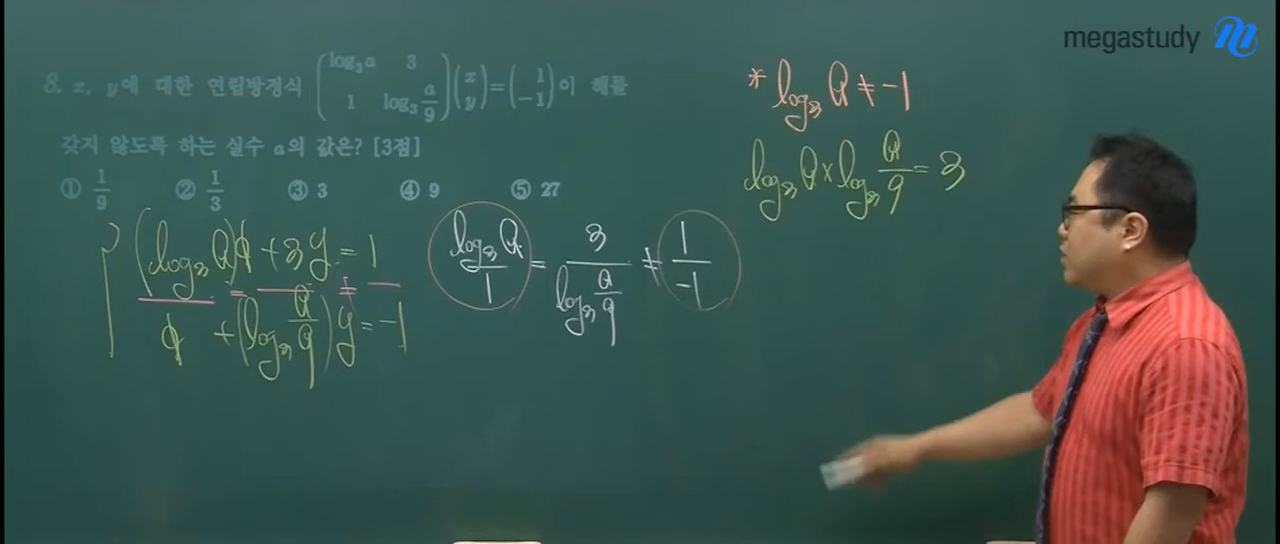 megastudy
8. x, y에 대한 연립방정식 (log₃a 3 1 log₃ a/9)(x y)=(1 -1)이 해를
갖지 않도록 하는 실수 a의 값은? [3점]
① 1/9 ② 1/3 ③ 3 ④ 9 ⑤ 27
(log₃ a)x + 3y = 1
x + (log₃ a/9)y = -1
log₃ a / 1 = 3 / log₃ a/9 ≠ 1 / -1
* log₃ a ≠ -1
log₃ a × log₃ a/9 = 3